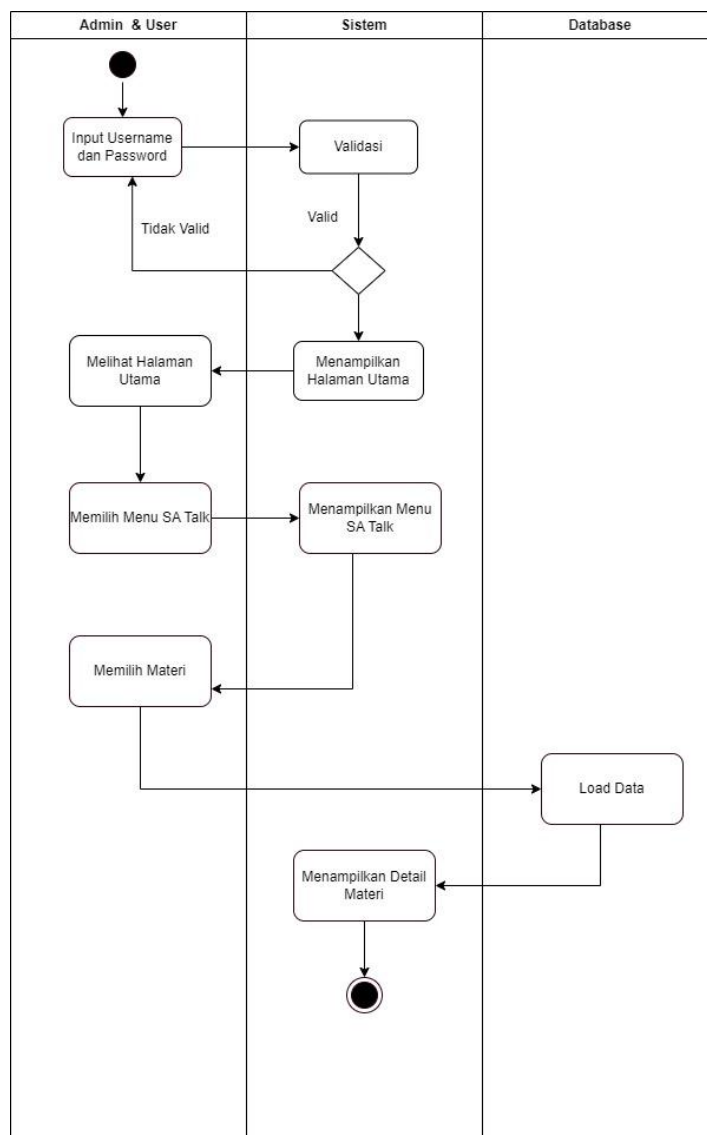 Admin & User
Sistem
Database
Input Username
dan Password
Validasi
Tidak Valid
Valid
Melihat Halaman
Utama
Menampilkan
Halaman Utama
Memilih Menu SA Talk
Menampilkan Menu
SA Talk
Memilih Materi
Load Data
Menampilkan Detail
Materi